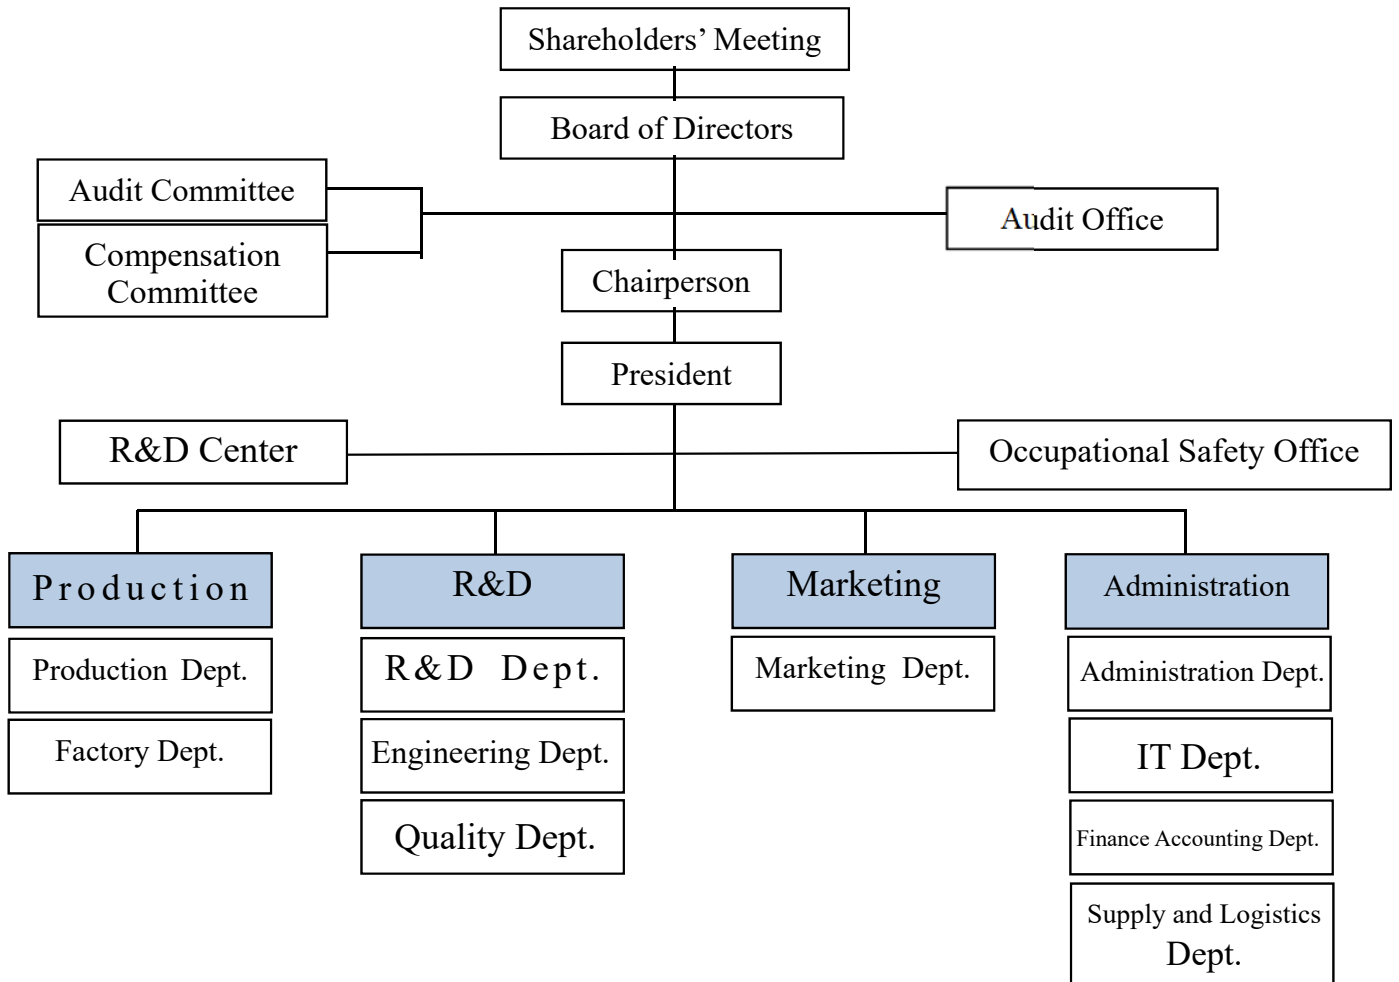 Shareholders’ Meeting
Board of Directors
Audit Committee
Audit Office
Compensation
Committee
Chairperson
President
R&D Center
Occupational Safety Office
Production
R&D
Marketing
Administration
Production Dept.
R&D Dept.
Marketing Dept.
Administration Dept.
Factory Dept.
Engineering Dept.
IT Dept.
Quality Dept.
Finance Accounting Dept.
Supply and Logistics
Dept.